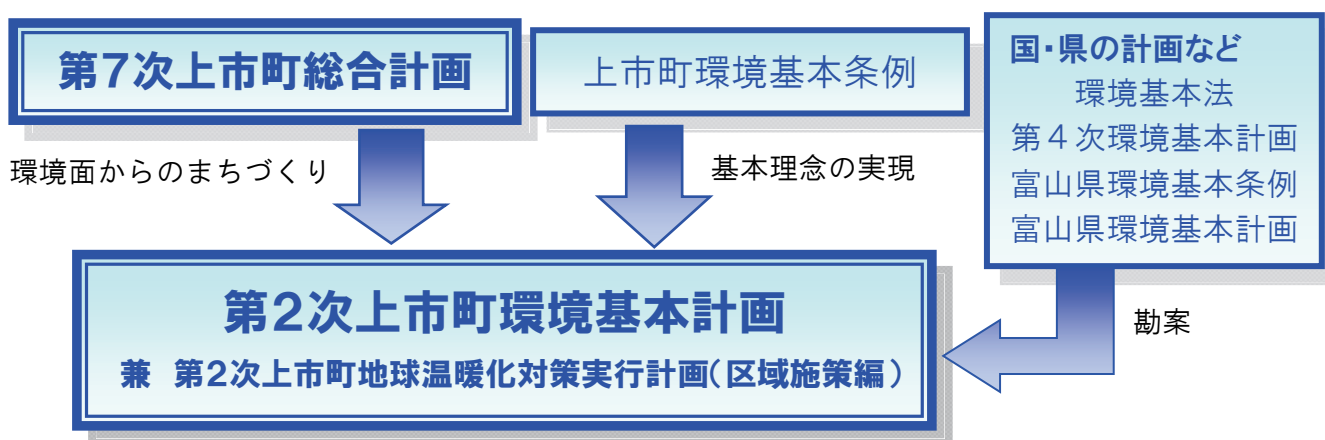 第7次上市町総合計画
上市町環境基本条例
国・県の計画など
環境基本法
第4次環境基本計画
富山県環境基本条例
富山県環境基本計画
環境面からのまちづくり
基本理念の実現
勘案
第2次上市町環境基本計画
兼 第2次上市町地球温暖化対策実行計画(区域施策編)